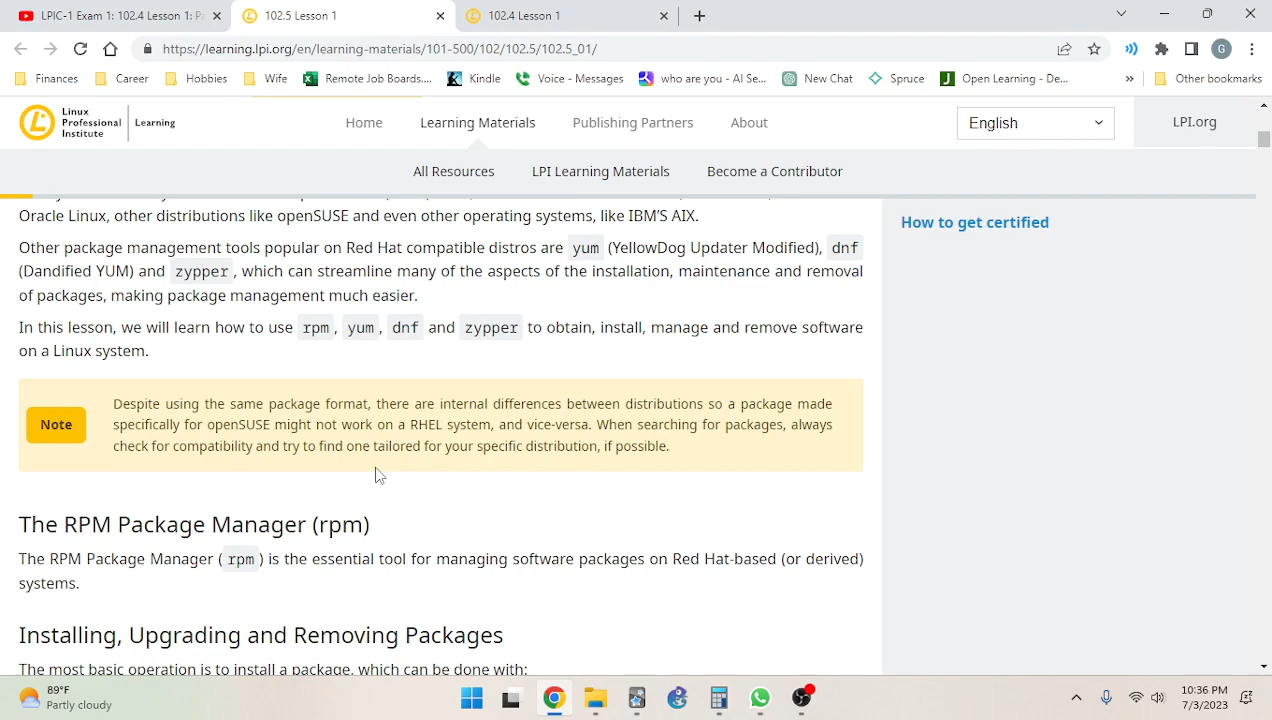 LPIC-1 Exam 1: 102.4 Lesson 1: Pa
102.5 Lesson 1
102.4 Lesson 1
https://learning.lpi.org/en/learning-materials/101-500/102/102.5/102.5_01/
G
Finances
Career
Hobbies
Wife
Remote Job Boards....
Kindle
Voice - Messages
who are you - AI Se...
New Chat
Spruce
Open Learning - De...
»
Other bookmarks
Linux
Professional
Institute
Learning
Home
Learning Materials
Publishing Partners
About
English
LPI.org
All Resources
LPI Learning Materials
Become a Contributor
Oracle Linux, other distributions like openSUSE and even other operating systems, like IBM’S AIX.
Other package management tools popular on Red Hat compatible distros are yum (YellowDog Updater Modified), dnf
(Dandified YUM) and zypper, which can streamline many of the aspects of the installation, maintenance and removal
of packages, making package management much easier.
In this lesson, we will learn how to use rpm, yum, dnf and zypper to obtain, install, manage and remove software
on a Linux system.
Note
Despite using the same package format, there are internal differences between distributions so a package made
specifically for openSUSE might not work on a RHEL system, and vice-versa. When searching for packages, always
check for compatibility and try to find one tailored for your specific distribution, if possible.
How to get certified
The RPM Package Manager (rpm)
The RPM Package Manager (rpm) is the essential tool for managing software packages on Red Hat-based (or derived)
systems.
Installing, Upgrading and Removing Packages
The most basic operation is to install a package, which can be done with:
89°F
Partly cloudy
10:36 PM
7/3/2023